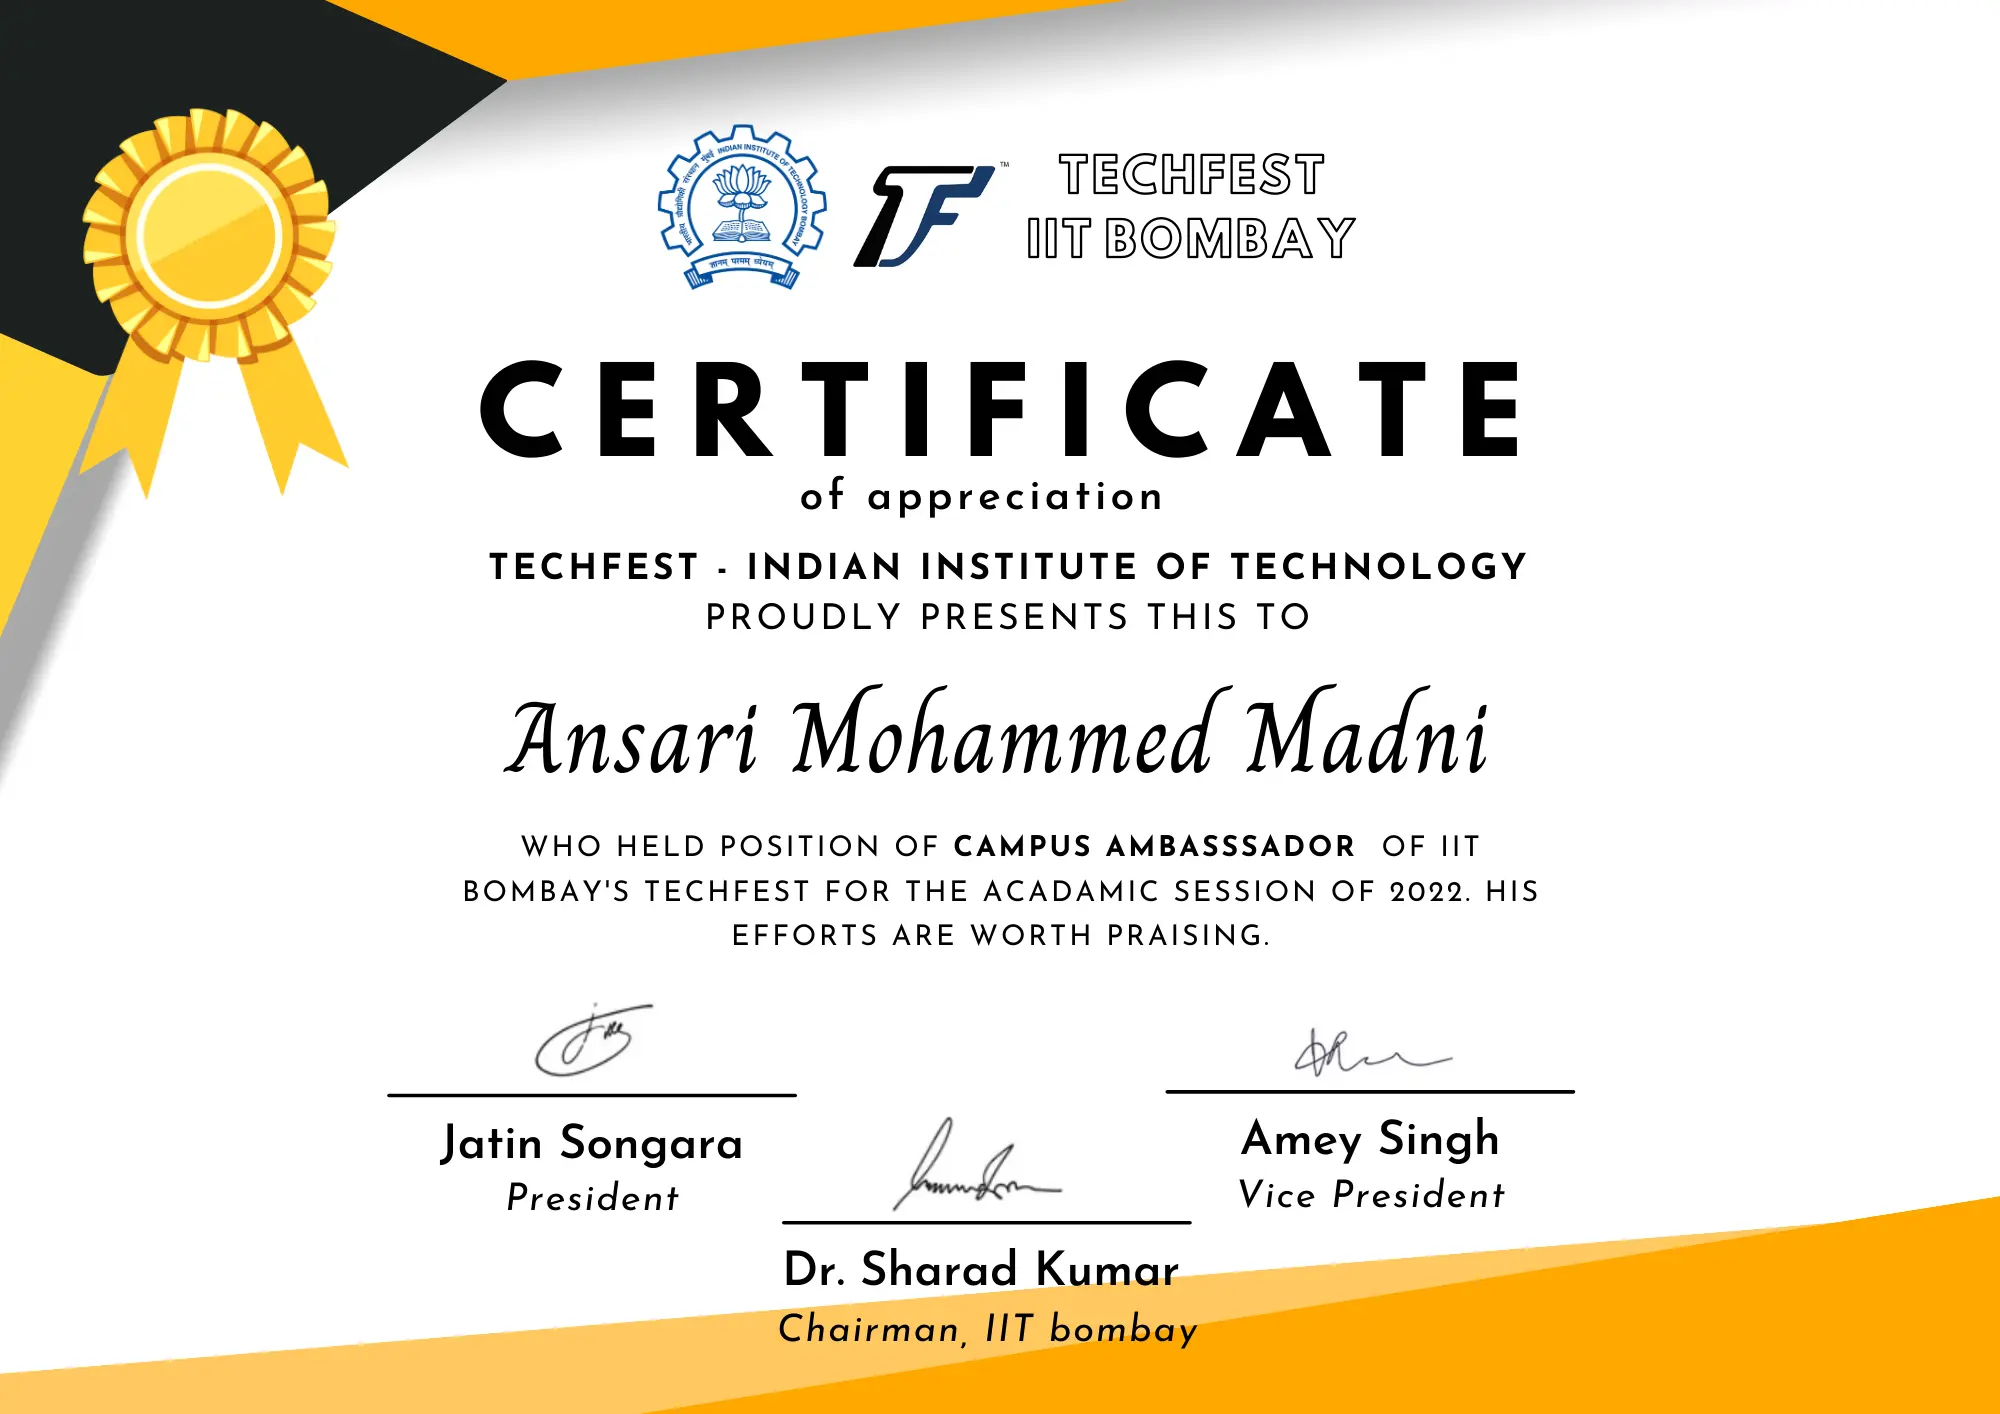 भारतीय प्रौद्योगिकी संस्थान मुंबई INDIAN INSTITUTE OF TECHNOLOGY BOMBAY
ज्ञानम् परमम् ध्येयम्
TF™
TECHFEST
IIT BOMBAY
CERTIFICATE
of appreciation
TECHFEST - INDIAN INSTITUTE OF TECHNOLOGY
PROUDLY PRESENTS THIS TO
Ansari Mohammed Madni
WHO HELD POSITION OF CAMPUS AMBASSSADOR OF IIT
BOMBAY'S TECHFEST FOR THE ACADAMIC SESSION OF 2022. HIS
EFFORTS ARE WORTH PRAISING.
Jatin Songara
President
Amey Singh
Vice President
Dr. Sharad Kumar
Chairman, IIT bombay